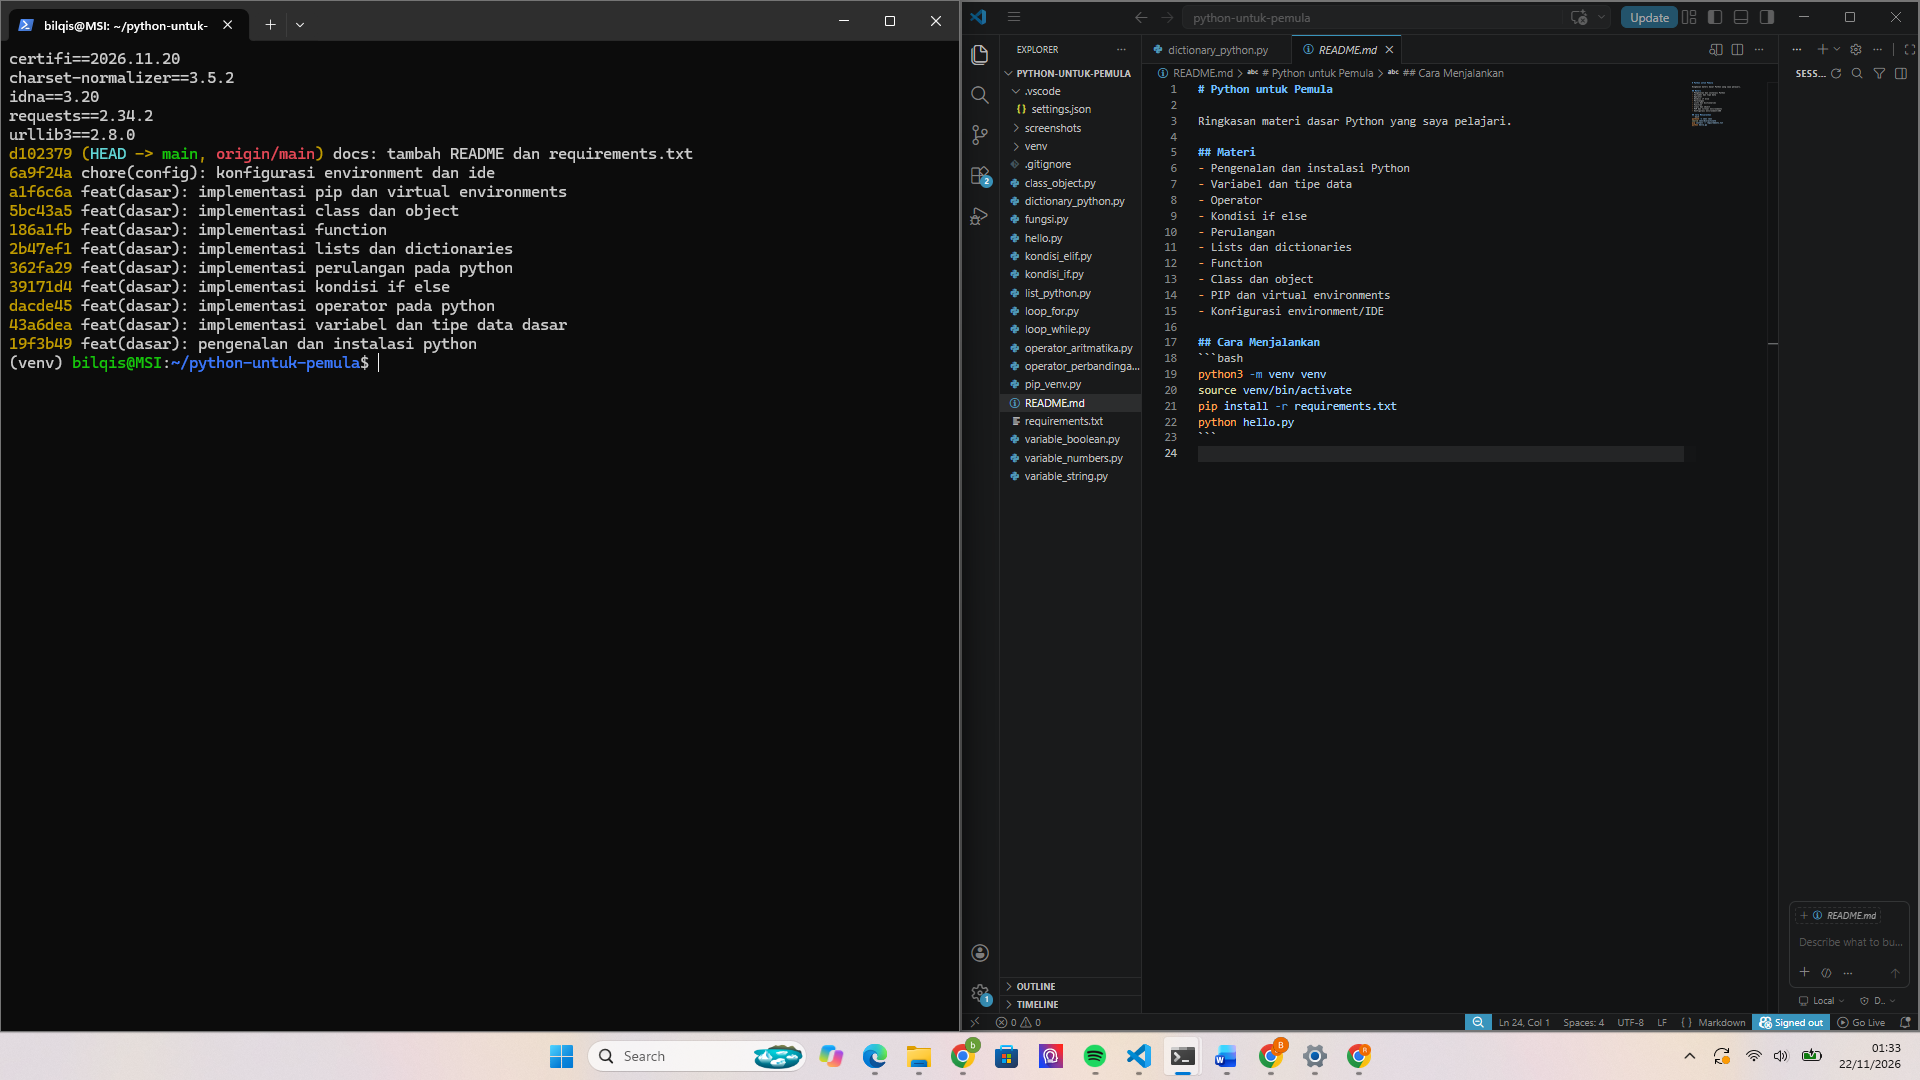 bilqis@MSI: ~/python-untuk-
certifi==2026.11.20
charset-normalizer==3.5.2
idna==3.20
requests==2.34.2
urllib3==2.8.0
d102379 (HEAD -> main, origin/main) docs: tambah README dan requirements.txt
6a9f24a chore(config): konfigurasi environment dan ide
a1f6c6a feat(dasar): implementasi pip dan virtual environments
5bc43a5 feat(dasar): implementasi class dan object
186a1fb feat(dasar): implementasi function
2b47ef1 feat(dasar): implementasi lists dan dictionaries
362fa29 feat(dasar): implementasi perulangan pada python
39171d4 feat(dasar): implementasi kondisi if else
dacde45 feat(dasar): implementasi operator pada python
43a6dea feat(dasar): implementasi variabel dan tipe data dasar
19f3b49 feat(dasar): pengenalan dan instalasi python
(venv) bilqis@MSI:~/python-untuk-pemula$
python-untuk-pemula
Update
EXPLORER
PYTHON-UNTUK-PEMULA
.vscode
settings.json
screenshots
venv
.gitignore
class_object.py
dictionary_python.py
fungsi.py
hello.py
kondisi_elif.py
kondisi_if.py
list_python.py
loop_for.py
loop_while.py
operator_aritmatika.py
operator_perbandinga...
pip_venv.py
README.md
requirements.txt
variable_boolean.py
variable_numbers.py
variable_string.py
OUTLINE
TIMELINE
dictionary_python.py
README.md
README.md > # Python untuk Pemula > ## Cara Menjalankan
1 # Python untuk Pemula
2
3 Ringkasan materi dasar Python yang saya pelajari.
4
5 ## Materi
6 - Pengenalan dan instalasi Python
7 - Variabel dan tipe data
8 - Operator
9 - Kondisi if else
10 - Perulangan
11 - Lists dan dictionaries
12 - Function
13 - Class dan object
14 - PIP dan virtual environments
15 - Konfigurasi environment/IDE
16
17 ## Cara Menjalankan
18 ```bash
19 python3 -m venv venv
20 source venv/bin/activate
21 pip install -r requirements.txt
22 python hello.py
23 ```
24
SESS...
README.md
Describe what to bu...
Local
D..
2
1
0 0
Ln 24, Col 1
Spaces: 4
UTF-8
LF
{ } Markdown
Signed out
Go Live
Search
b
B
01:33
22/11/2026